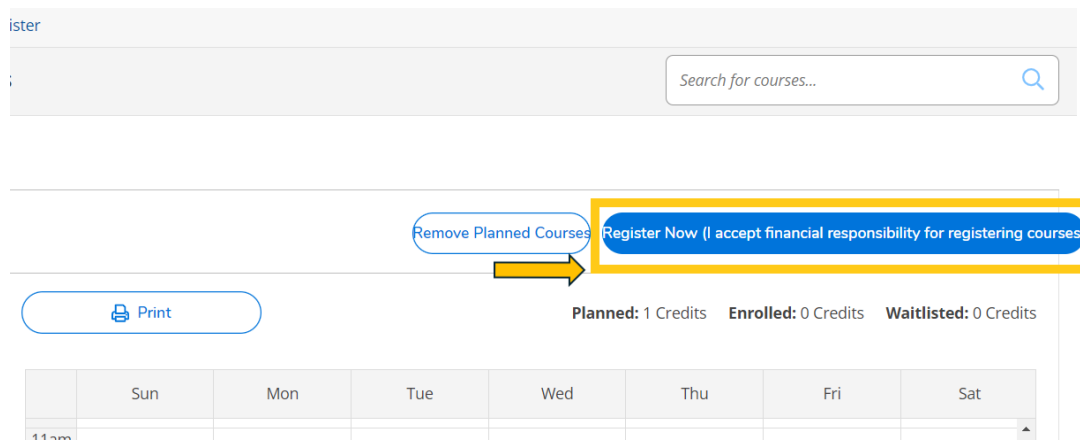 ister
s
Search for courses...
Remove Planned Courses Register Now (I accept financial responsibility for registering courses
Print Planned: 1 Credits Enrolled: 0 Credits Waitlisted: 0 Credits
Sun Mon Tue Wed Thu Fri Sat
11am